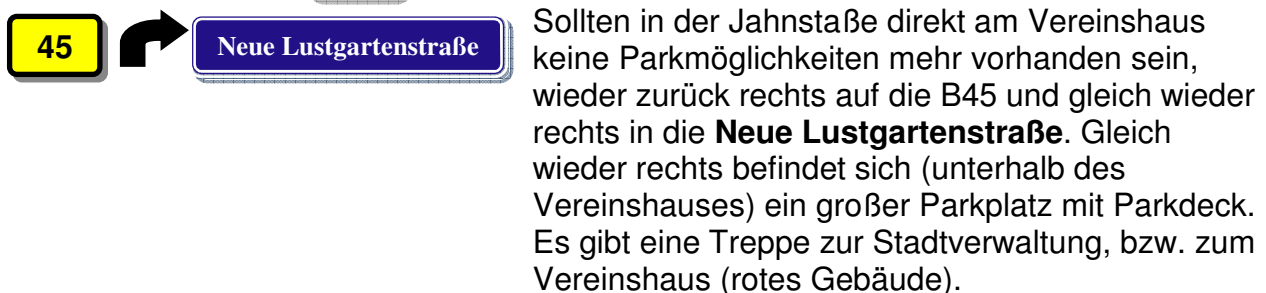 45
Neue Lustgartenstraße
Sollten in der Jahnstaße direkt am Vereinshaus
keine Parkmöglichkeiten mehr vorhanden sein,
wieder zurück rechts auf die B45 und gleich wieder
rechts in die Neue Lustgartenstraße. Gleich
wieder rechts befindet sich (unterhalb des
Vereinshauses) ein großer Parkplatz mit Parkdeck.
Es gibt eine Treppe zur Stadtverwaltung, bzw. zum
Vereinshaus (rotes Gebäude).